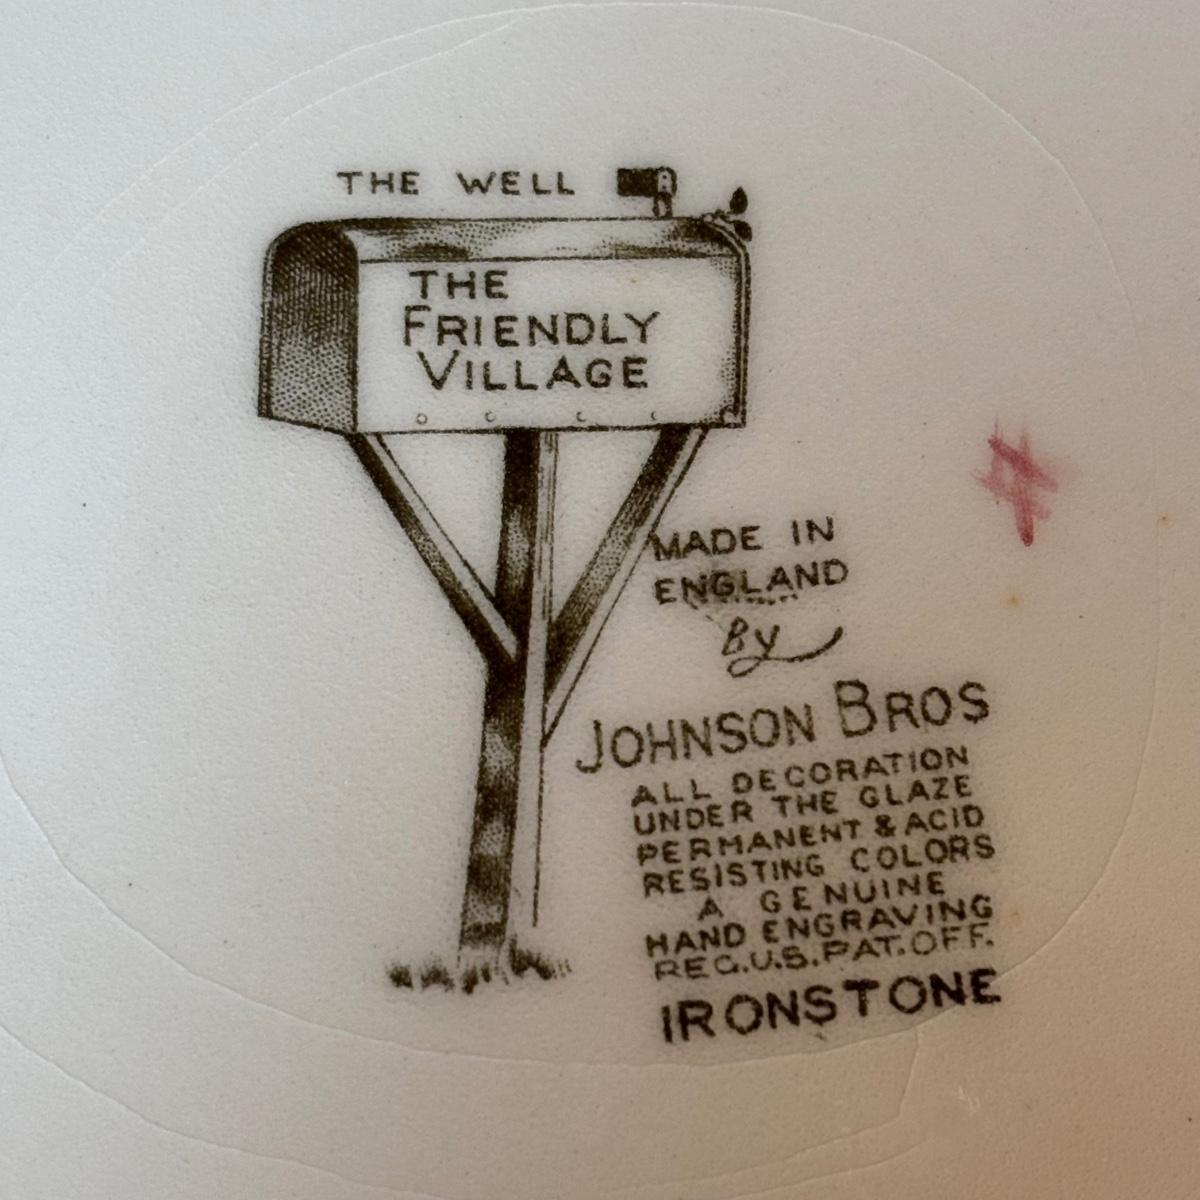 THE WELL
THE
FRIENDLY
VILLAGE
MADE IN
ENGLAND
By
JOHNSON BROS
ALL DECORATION
UNDER THE GLAZE
PERMANENT & ACID
RESISTING COLORS
A GENUINE
HAND ENGRAVING
REG.U.S.PAT.OFF.
IRONSTONE